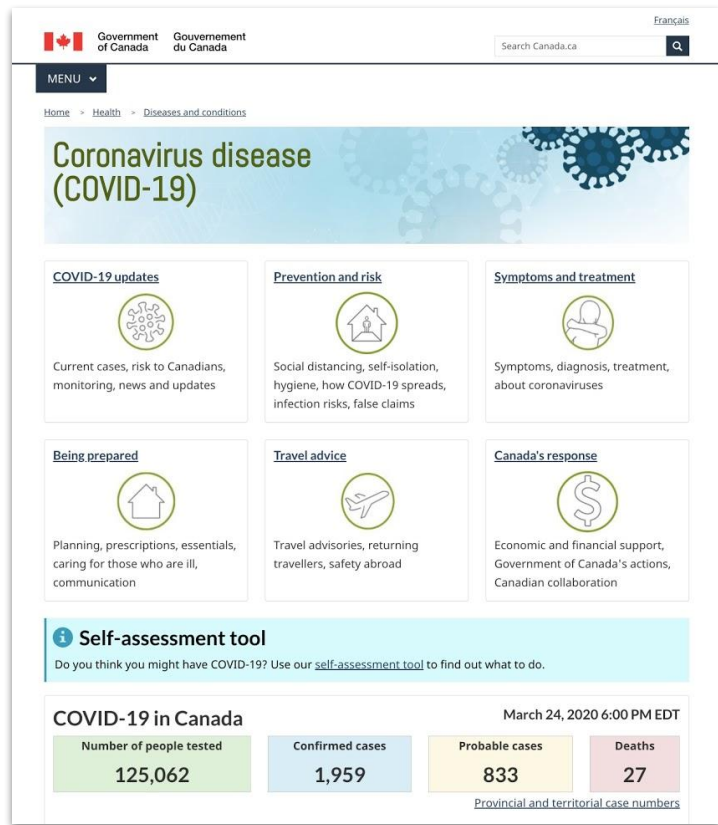 Français
Government of Canada
Gouvernement du Canada
Search Canada.ca
MENU
Home > Health > Diseases and conditions
Coronavirus disease
(COVID-19)
COVID-19 updates
Current cases, risk to Canadians,
monitoring, news and updates
Prevention and risk
Social distancing, self-isolation,
hygiene, how COVID-19 spreads,
infection risks, false claims
Symptoms and treatment
Symptoms, diagnosis, treatment,
about coronaviruses
Being prepared
Planning, prescriptions, essentials,
caring for those who are ill,
communication
Travel advice
Travel advisories, returning
travellers, safety abroad
Canada's response
Economic and financial support,
Government of Canada's actions,
Canadian collaboration
Self-assessment tool
Do you think you might have COVID-19? Use our self-assessment tool to find out what to do.
COVID-19 in Canada
March 24, 2020 6:00 PM EDT
Number of people tested
125,062
Confirmed cases
1,959
Probable cases
833
Deaths
27
Provincial and territorial case numbers